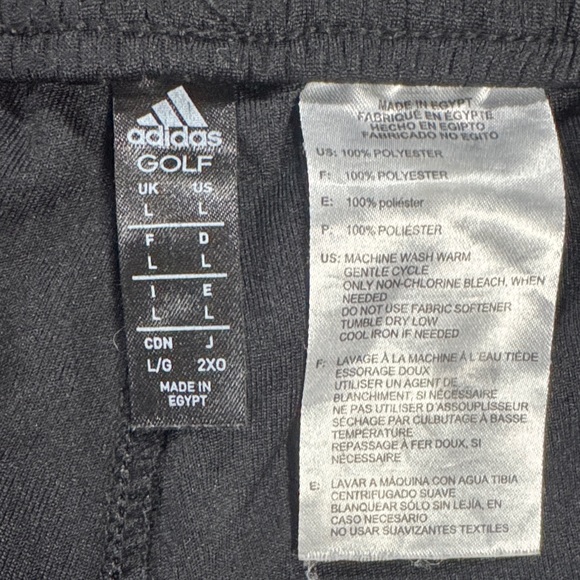 adidas
GOLF
UK US
L L
F D
L L
I E
L L
CDN J
L/G 2XO
MADE IN
EGYPT
MADE IN EGYPT
FABRIQUE EN ÉGYPTE
HECHO EN EGIPTO
FABRICADO NO EGITO
US: 100% POLYESTER
F: 100% POLYESTER
E: 100% poliéster
P: 100% POLIÉSTER
US: MACHINE WASH WARM
GENTLE CYCLE
ONLY NON-CHLORINE BLEACH, WHEN
NEEDED
DO NOT USE FABRIC SOFTENER
TUMBLE DRY LOW
COOL IRON IF NEEDED
F: LAVAGE À LA MACHINE À L'EAU TIÈDE
ESSORAGE DOUX
UTILISER UN AGENT DE
BLANCHIMENT, SI NÉCESSAIRE
NE PAS UTILISER D'ASSOUPLISSEUR
SÉCHAGE PAR CULBUTAGE À BASSE
TEMPÉRATURE
REPASSAGE À FER DOUX, SI
NÉCESSAIRE
E: LAVAR A MÁQUINA CON AGUA TIBIA
CENTRIFUGADO SUAVE
BLANQUEAR SÓLO SIN LEJÍA, EN
CASO NECESARIO
NO USAR SUAVIZANTES TEXTILES